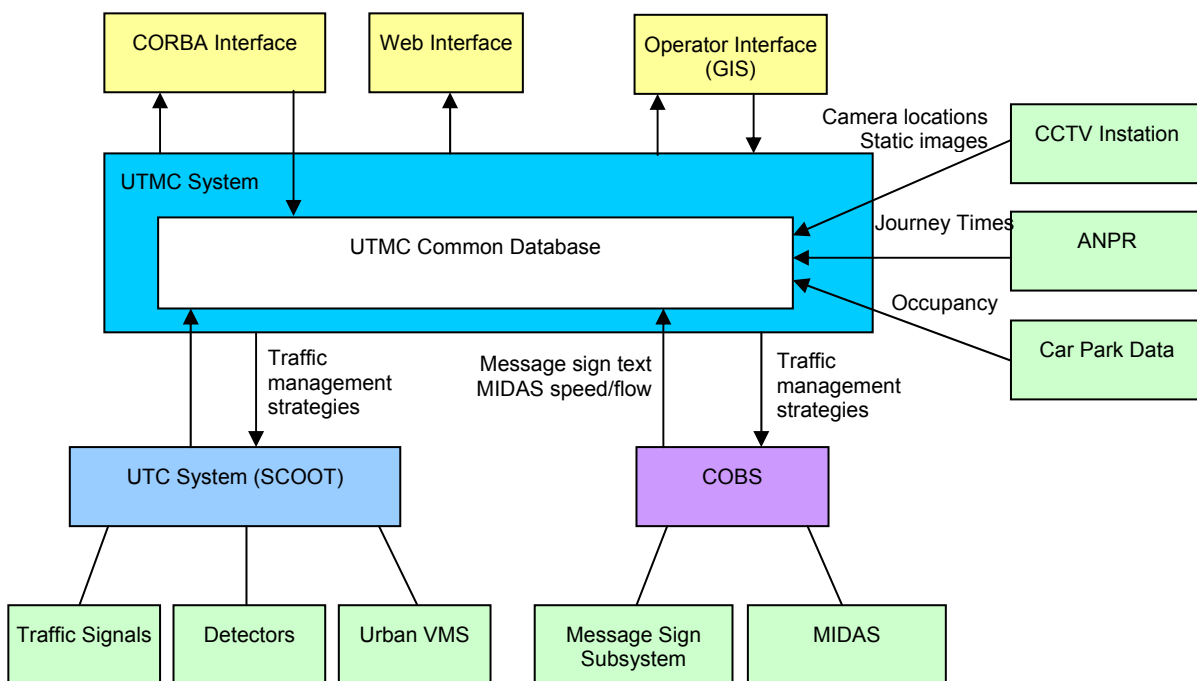 CORBA Interface
Web Interface
Operator Interface
(GIS)
Camera locations
Static images
CCTV Instation
UTMC System
UTMC Common Database
Journey Times
ANPR
Occupancy
Car Park Data
Traffic
management
strategies
Message sign text
MIDAS speed/flow
Traffic
management
strategies
UTC System (SCOOT)
COBS
Traffic Signals
Detectors
Urban VMS
Message Sign
Subsystem
MIDAS